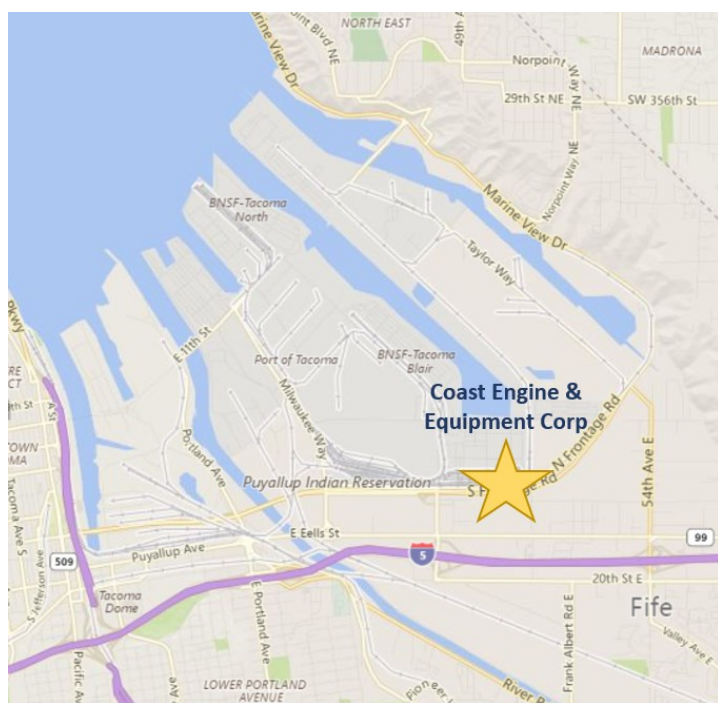 NORTH EAST
49th Ave
MADRONA
Point Blvd NE
Norpoint
Way NE
Marine View Dr
29th St NE
SW 356th St
Norpoint Way NE
Marine View Dr
BNSF-Tacoma
North
Taylor Way
Pkwy
E 11th St
Port of Tacoma
BNSF-Tacoma
Blair
Milwaukee Way
Coast Engine &
Equipment Corp
A St
Portland Ave
N Frontage Rd
54th Ave E
Puyallup Indian Reservation
Tacoma Ave S
E Eells St
99
Puyallup Ave
5
509
20th St E
S Jefferson Ave
Tacoma
Dome
E Portland Ave
Fife
Frank Albert Rd E
Valley Ave E
Pacific
LOWER PORTLAND
AVENUE
River